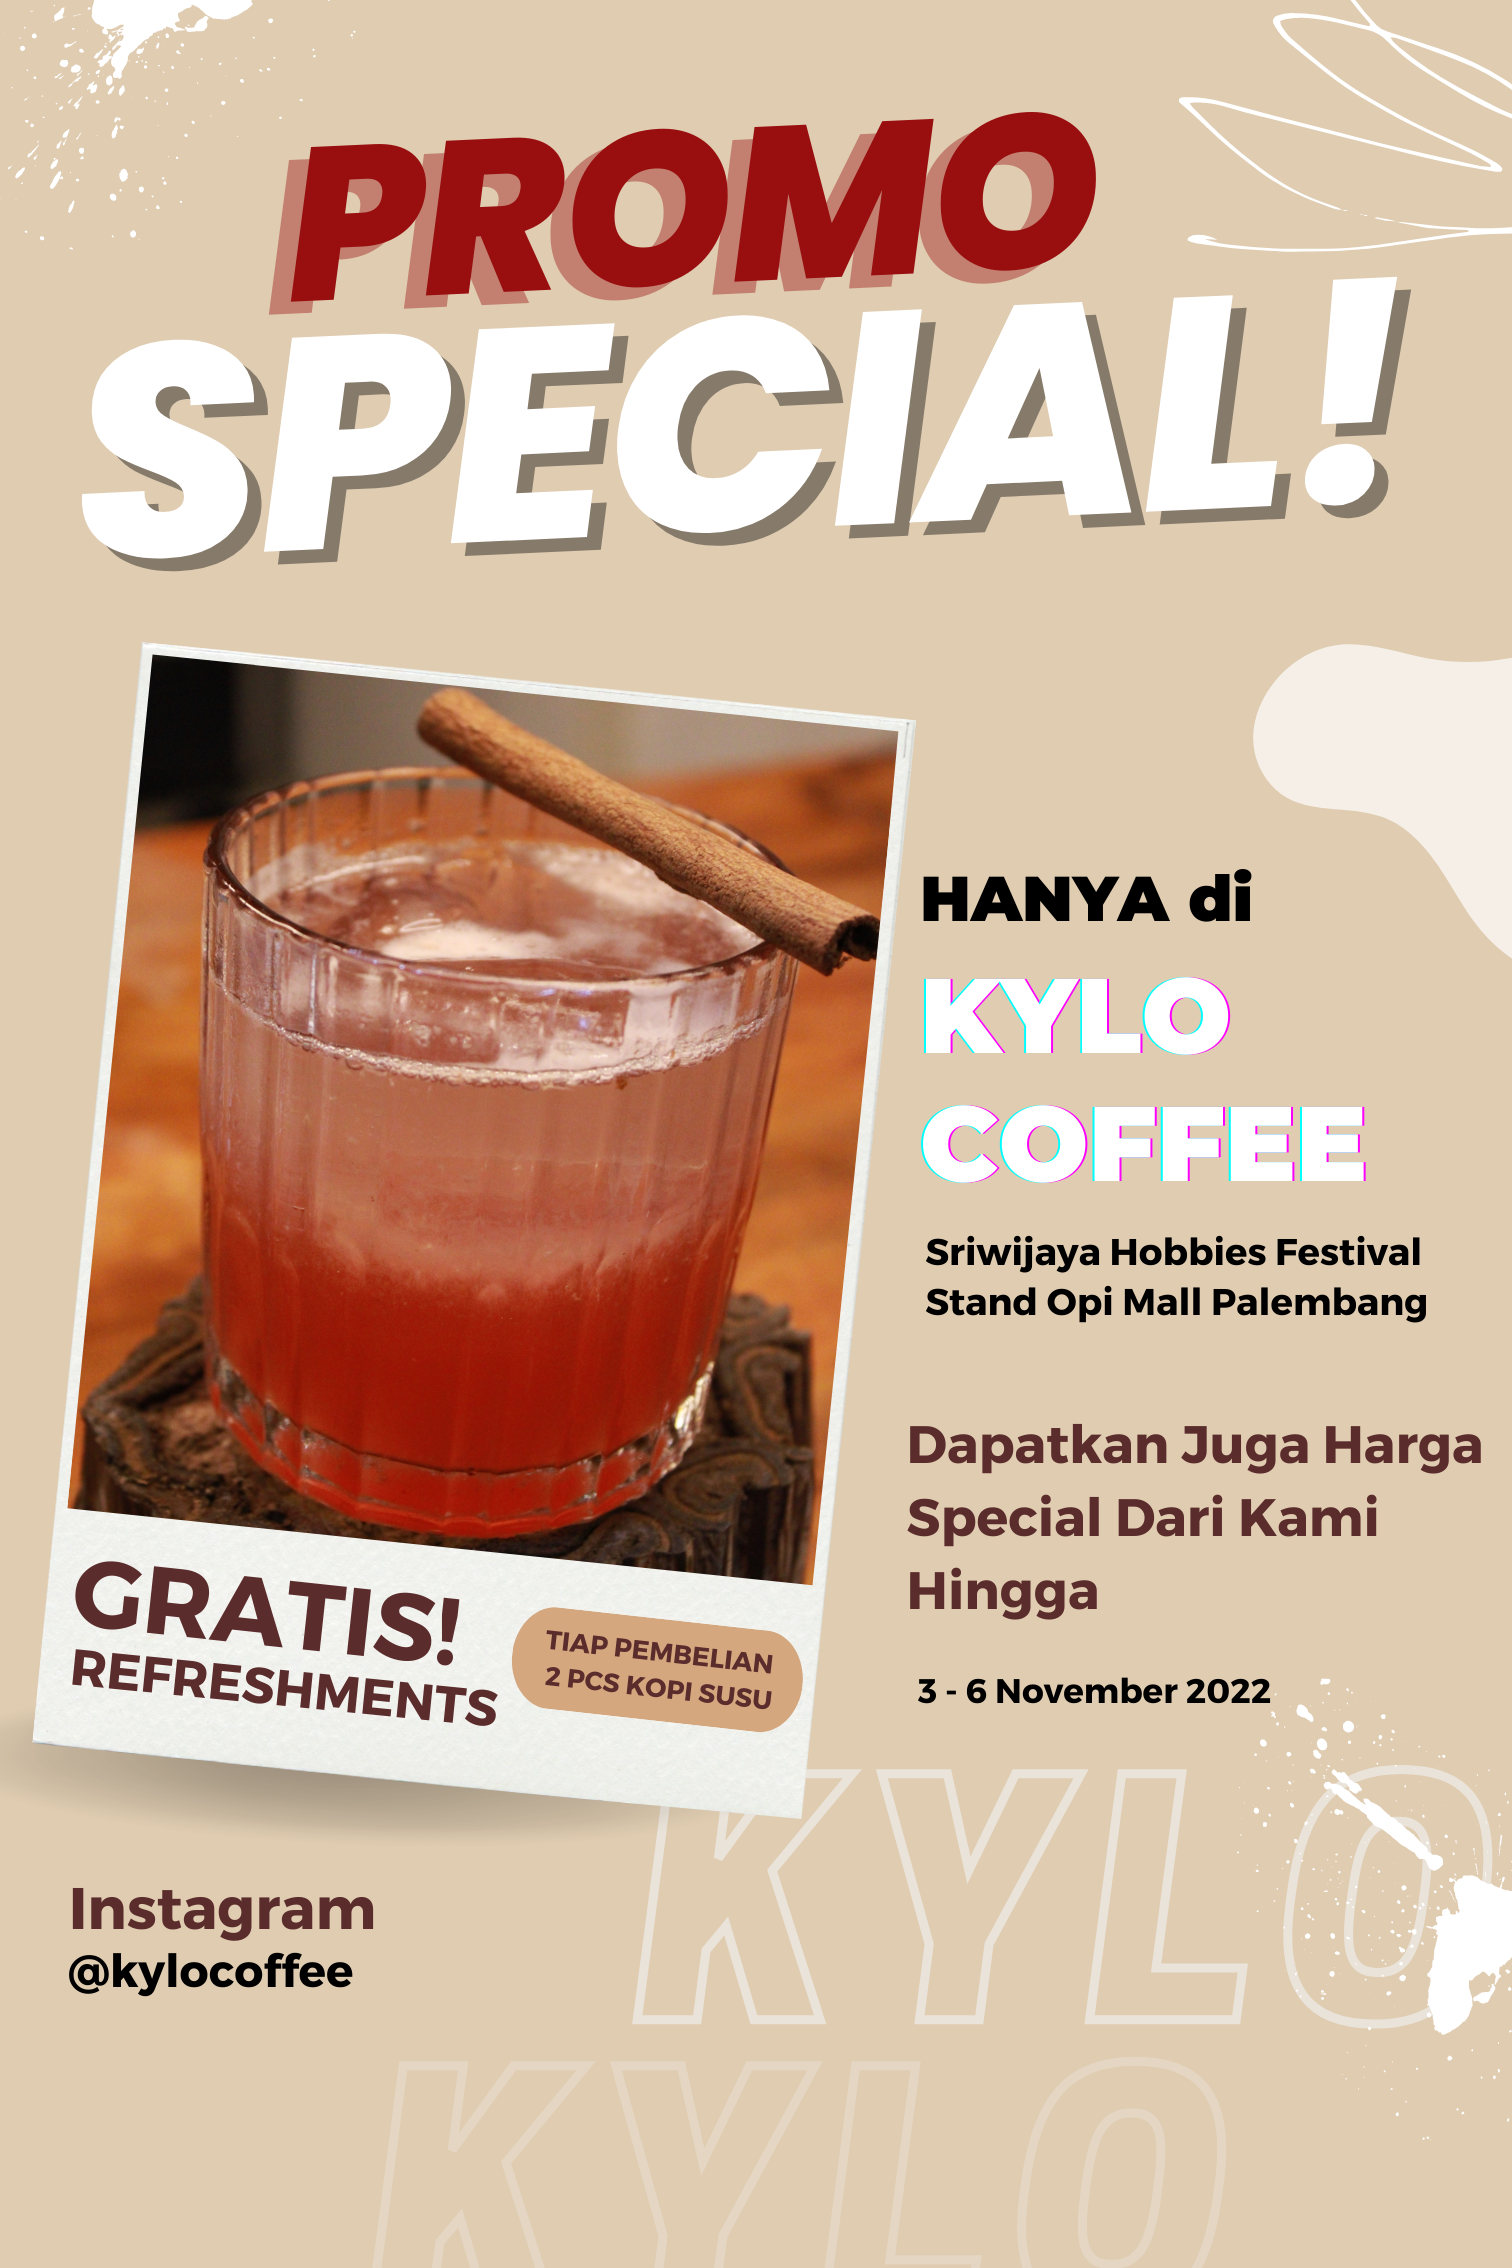 PROMO
SPECIAL!
HANYA di
KYLO
COFFEE
Sriwijaya Hobbies Festival
Stand Opi Mall Palembang
Dapatkan Juga Harga
Special Dari Kami
Hingga
3 - 6 November 2022
GRATIS!
REFRESHMENTS
TIAP PEMBELIAN
2 PCS KOPI SUSU
Instagram
@kylocoffee
KYLO
KYLO